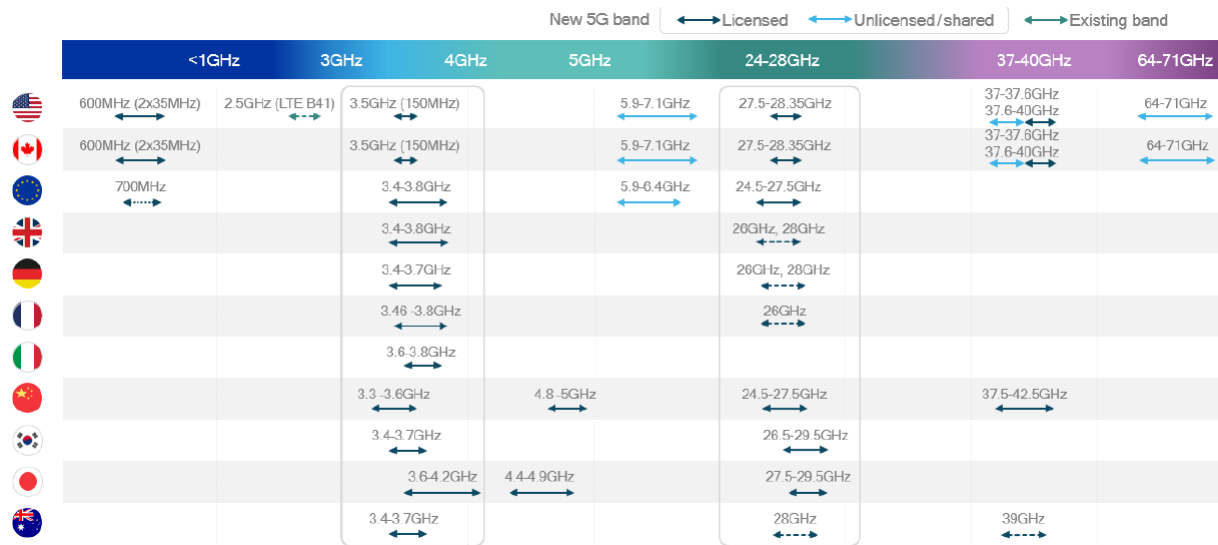 New 5G band Licensed Unlicensed/shared Existing band
<1GHz 3GHz 4GHz 5GHz 24-28GHz 37-40GHz 64-71GHz
600MHz (2x35MHz) 2.5GHz (LTE B41) 3.5GHz (150MHz) 5.9-7.1GHz 27.5-28.35GHz 37-37.6GHz 64-71GHz
37.6-40GHz
600MHz (2x35MHz) 3.5GHz (150MHz) 5.9-7.1GHz 27.5-28.35GHz 37-37.6GHz 64-71GHz
37.6-40GHz
700MHz 3.4-3.8GHz 5.9-6.4GHz 24.5-27.5GHz
3.4-3.8GHz 26GHz, 28GHz
3.4-3.7GHz 26GHz, 28GHz
3.46 -3.8GHz 26GHz
3.6-3.8GHz
3.3 -3.6GHz 4.8 -5GHz 24.5-27.5GHz 37.5-42.5GHz
3.4-3.7GHz 26.5-29.5GHz
3.6-4.2GHz 4.4-4.9GHz 27.5-29.5GHz
3.4-3.7GHz 28GHz 39GHz